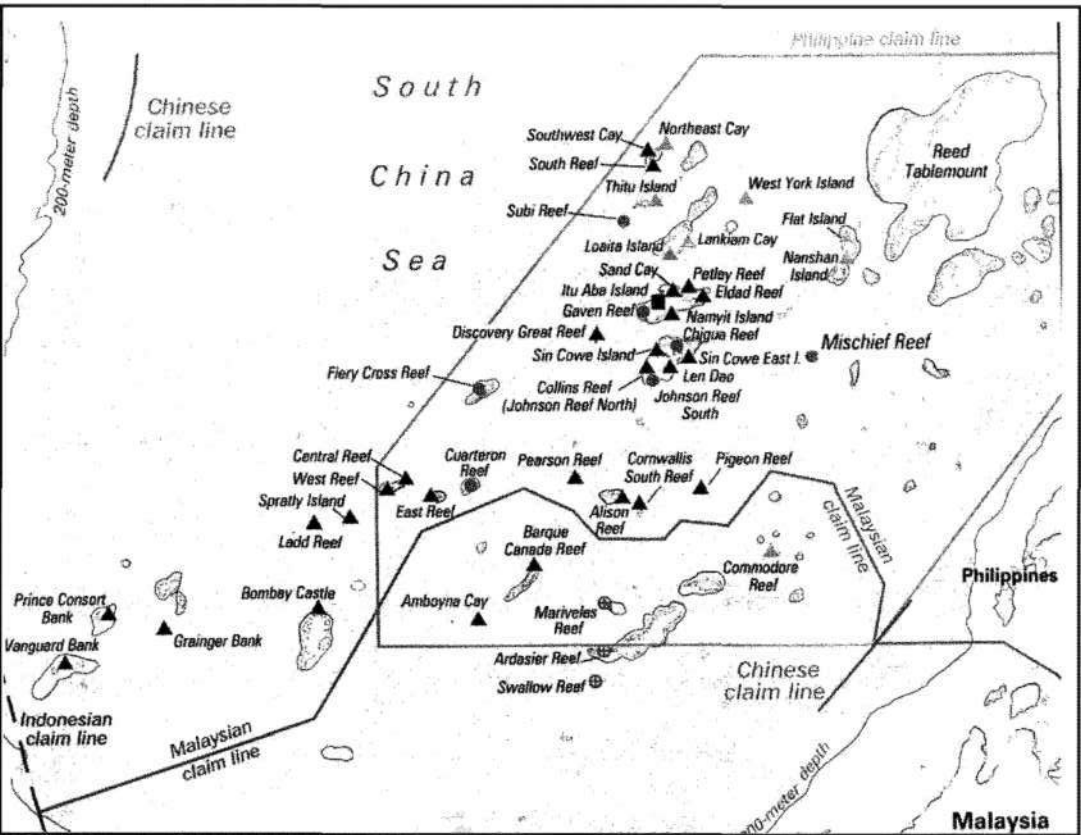 Philippine claim line
South
China
Sea
Chinese
claim line
200-meter depth
Southwest Cay
Northeast Cay
South Reef
Thitu Island
West York Island
Reed
Tablemount
Subi Reef
Flat Island
Loaita Island
Lankiam Cay
Nanshan
Island
Sand Cay
Petley Reef
Itu Aba Island
Eldad Reef
Gaven Reef
Namyit Island
Discovery Great Reef
Chigua Reef
Sin Cowe Island
Sin Cowe East I.
Mischief Reef
Fiery Cross Reef
Collins Reef
(Johnson Reef North)
Len Dao
Johnson Reef
South
Central Reef
West Reef
Cuarteron
Reef
Pearson Reef
Cornwallis
South Reef
Pigeon Reef
Spratly Island
East Reef
Alison
Reef
Ladd Reef
Malaysian
claim line
Barque
Canada Reef
Commodore
Reef
Philippines
Prince Consort
Bank
Bombay Castle
Amboyna Cay
Mariveles
Reef
Grainger Bank
Vanguard Bank
Ardasier Reef
Swallow Reef
Chinese
claim line
Indonesian
claim line
Malaysian
claim line
200-meter depth
Malaysia